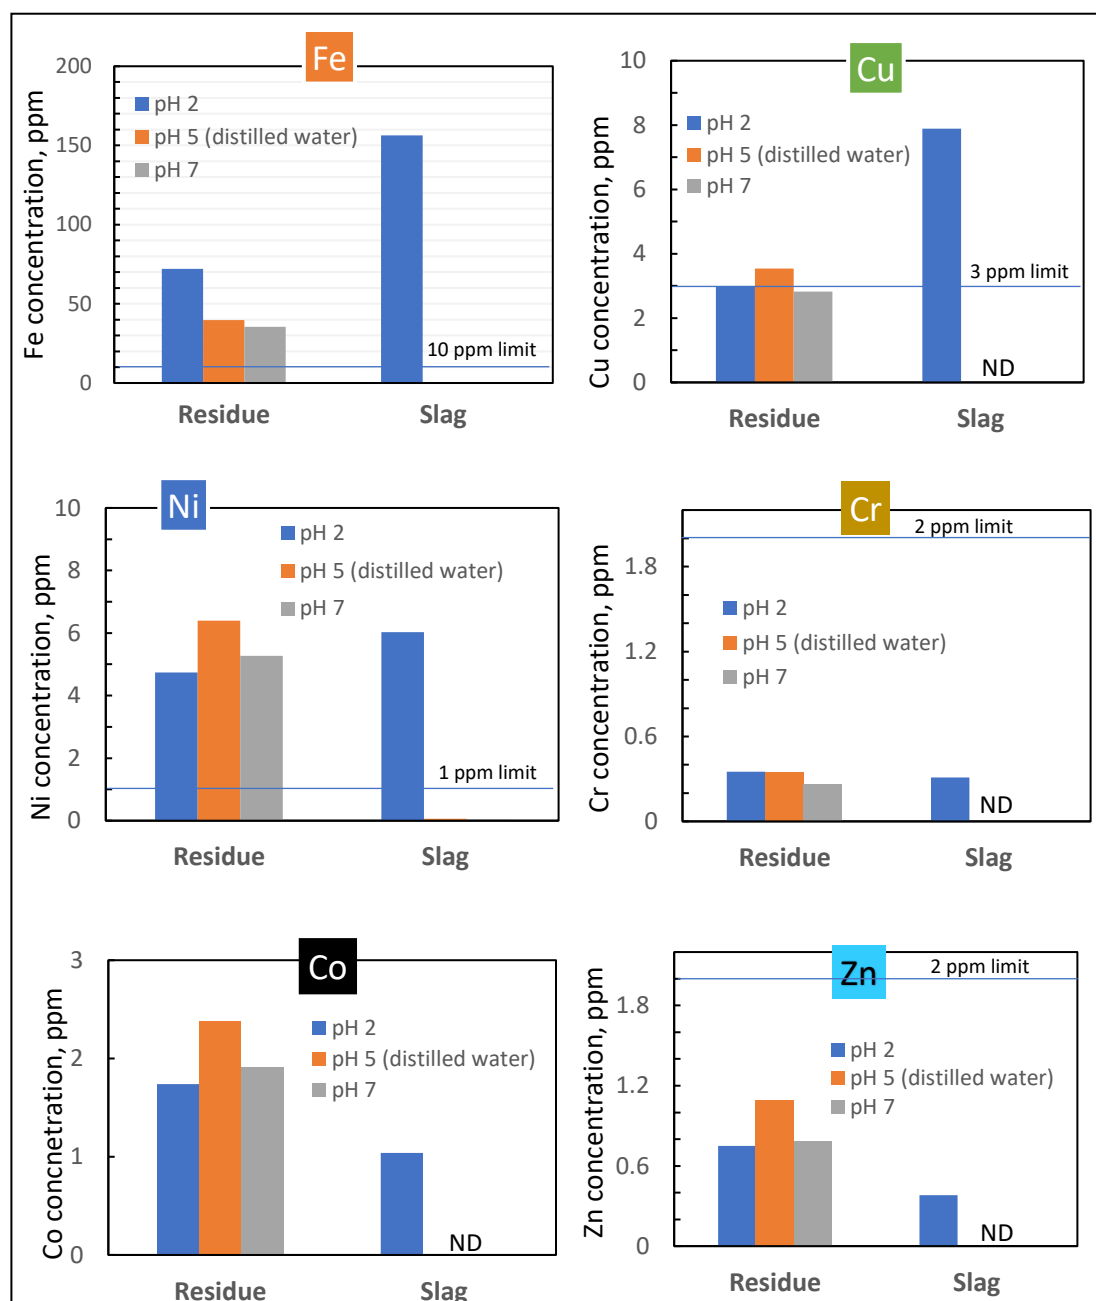 Fe
Fe concentration, ppm
200
150
100
50
0
pH 2
pH 5 (distilled water)
pH 7
10 ppm limit
Residue
Slag
Cu
Cu concentration, ppm
10
8
6
4
2
0
pH 2
pH 5 (distilled water)
pH 7
3 ppm limit
ND
Residue
Slag
Ni
Ni concentration, ppm
10
8
6
4
2
0
pH 2
pH 5 (distilled water)
pH 7
1 ppm limit
Residue
Slag
Cr
Cr concentration, ppm
2 ppm limit
1.8
1.2
0.6
0
pH 2
pH 5 (distilled water)
pH 7
ND
Residue
Slag
Co
Co concnetration, ppm
3
2
1
0
pH 2
pH 5 (distilled water)
pH 7
ND
Residue
Slag
Zn
Zn concentration, ppm
2 ppm limit
1.8
1.2
0.6
0
pH 2
pH 5 (distilled water)
pH 7
ND
Residue
Slag